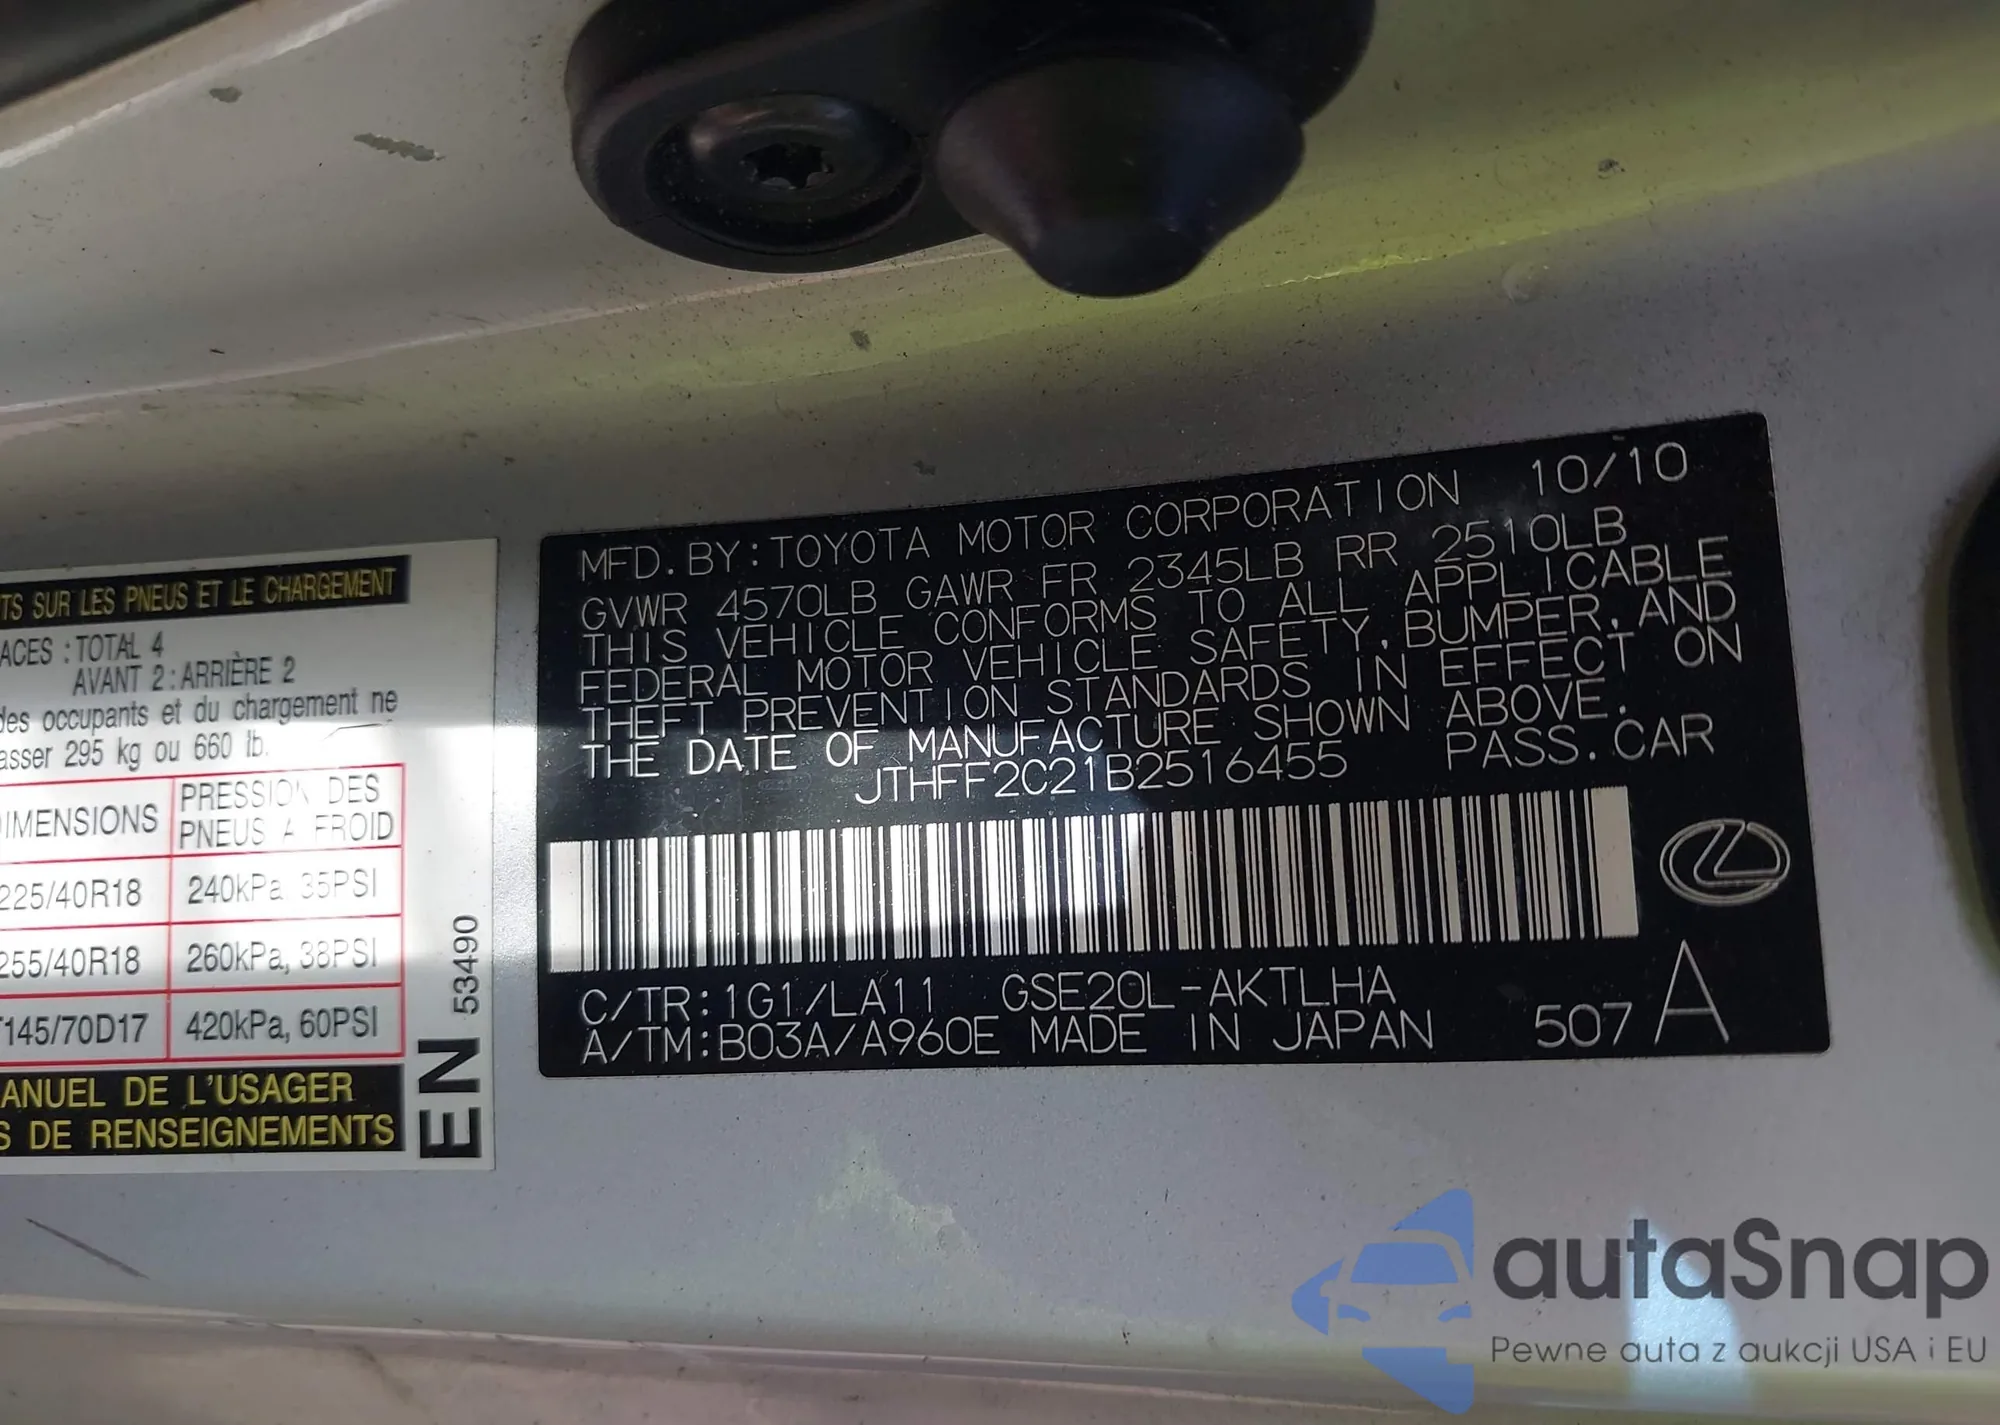 TS SUR LES PNEUS ET LE CHARGEMENT
ACES : TOTAL 4
AVANT 2 : ARRIÈRE 2
des occupants et du chargement ne
asser 295 kg ou 660 lb.
DIMENSIONS
PRESSION DES
PNEUS À FROID
225/40R18
240kPa, 35PSI
255/40R18
260kPa, 38PSI
T145/70D17
420kPa, 60PSI
ANUEL DE L'USAGER
S DE RENSEIGNEMENTS
EN 53490
MFD. BY: TOYOTA MOTOR CORPORATION 10/10
GVWR 4570LB GAWR FR 2345LB RR 2510LB
THIS VEHICLE CONFORMS TO ALL APPLICABLE
FEDERAL MOTOR VEHICLE SAFETY, BUMPER, AND
THEFT PREVENTION STANDARDS IN EFFECT ON
THE DATE OF MANUFACTURE SHOWN ABOVE.
JTHFF2C21B2516455 PASS. CAR
C/TR: 1G1/LA11 GSE20L-AKTLHA
A/TM: B03A/A960E MADE IN JAPAN 507 A
autaSnap
Pewne auta z aukcji USA i EU